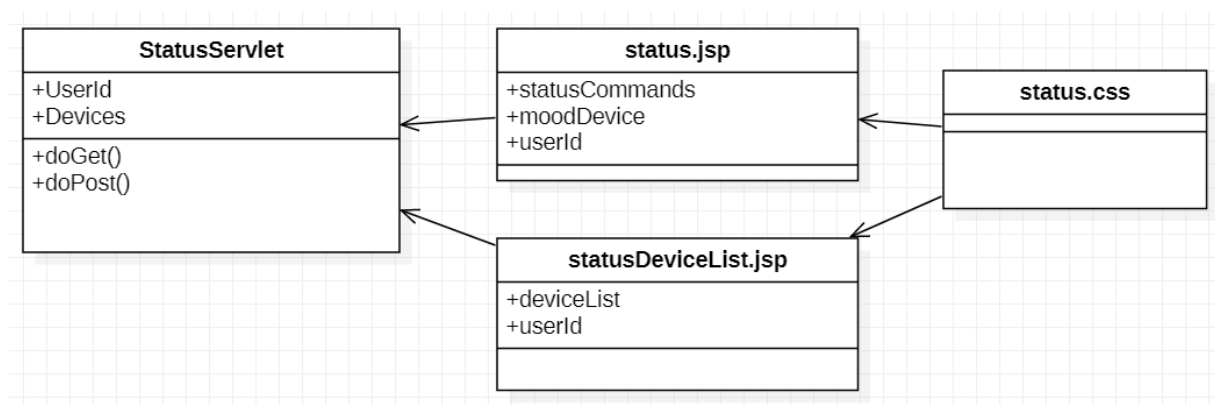 StatusServlet
+UserId
+Devices
+doGet()
+doPost()
status.jsp
+statusCommands
+moodDevice
+userId
statusDeviceList.jsp
+deviceList
+userId
status.css